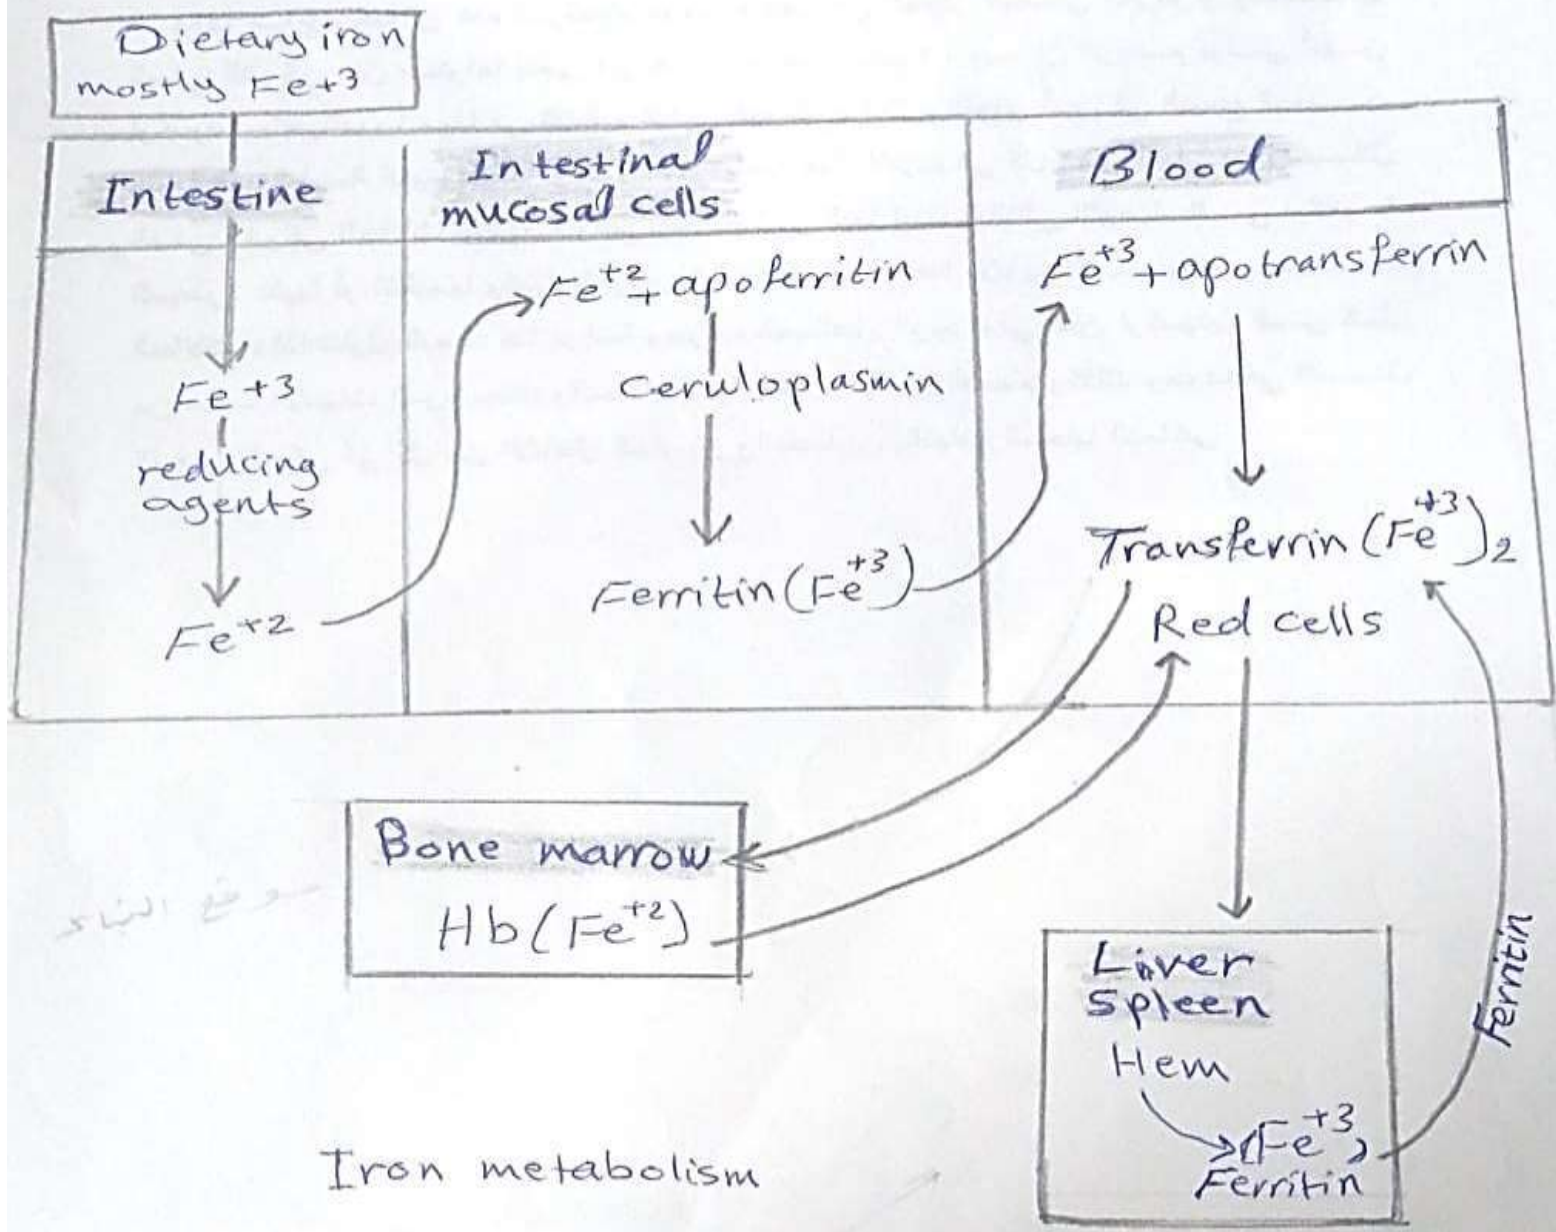 Dietary iron
mostly Fe+3
Intestine
Intestinal
mucosal cells
Blood
Fe+3
reducing
agents
Fe+2
Fe+2 + apoferritin
Ceruloplasmin
Ferritin (Fe+3)
Fe+3 + apotransferrin
Transferrin (Fe+3)2
Red cells
Bone marrow
Hb (Fe+2)
Liver
spleen
Hem
(Fe+3)
Ferritin
Ferritin
Iron metabolism